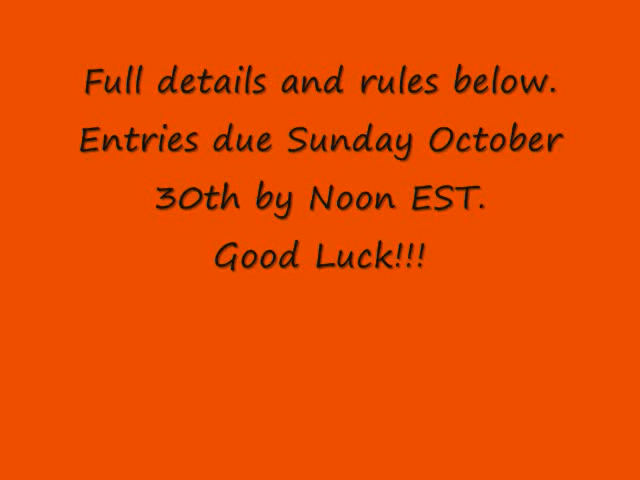 Full details and rules below.
Entries due Sunday October
30th by Noon EST.
Good Luck!!!